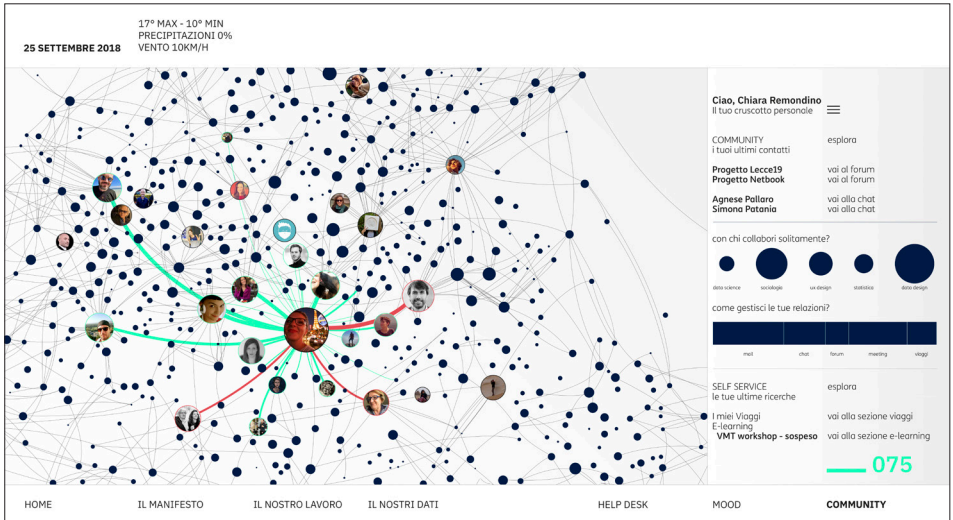 25 SETTEMBRE 2018
17° MAX - 10° MIN
PRECIPITAZIONI 0%
VENTO 10KM/H
Ciao, Chiara Remondino
Il tuo cruscotto personale
COMMUNITY esplora
i tuoi ultimi contatti
Progetto Lecce19 vai al forum
Progetto Netbook vai al forum
Agnese Pallaro vai alla chat
Simona Patania vai alla chat
con chi collabori solitamente?
data science sociologia ux design statistica data design
come gestisci le tue relazioni?
mail chat forum meeting viaggi
SELF SERVICE esplora
le tue ultime ricerche
I miei Viaggi vai alla sezione viaggi
E-learning
VMT workshop - sospeso vai alla sezione e-learning
075
HOME IL MANIFESTO IL NOSTRO LAVORO IL NOSTRI DATI HELP DESK MOOD COMMUNITY